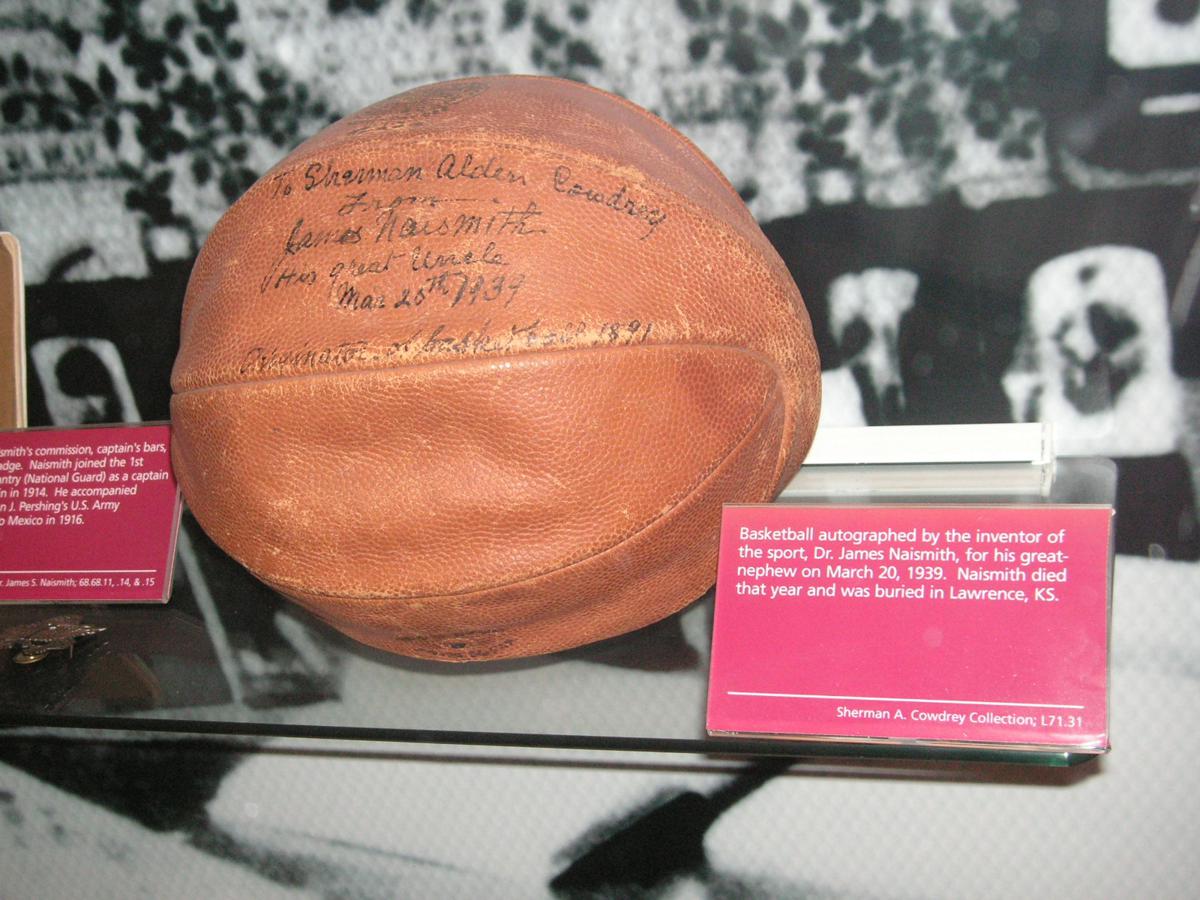 To Sherman Alden Cowdrey
From
James Naismith
His great Uncle
Mar 20th 1939
Originator of basket ball 1891
smith's commission, captain's bars,
adge. Naismith joined the 1st
antry (National Guard) as a captain
n in 1914. He accompanied
n J. Pershing's U.S. Army
o Mexico in 1916.
r. James S. Naismith; 68.68.11, .14, & .15
Basketball autographed by the inventor of
the sport, Dr. James Naismith, for his great-
nephew on March 20, 1939. Naismith died
that year and was buried in Lawrence, KS.
Sherman A. Cowdrey Collection; L71.31